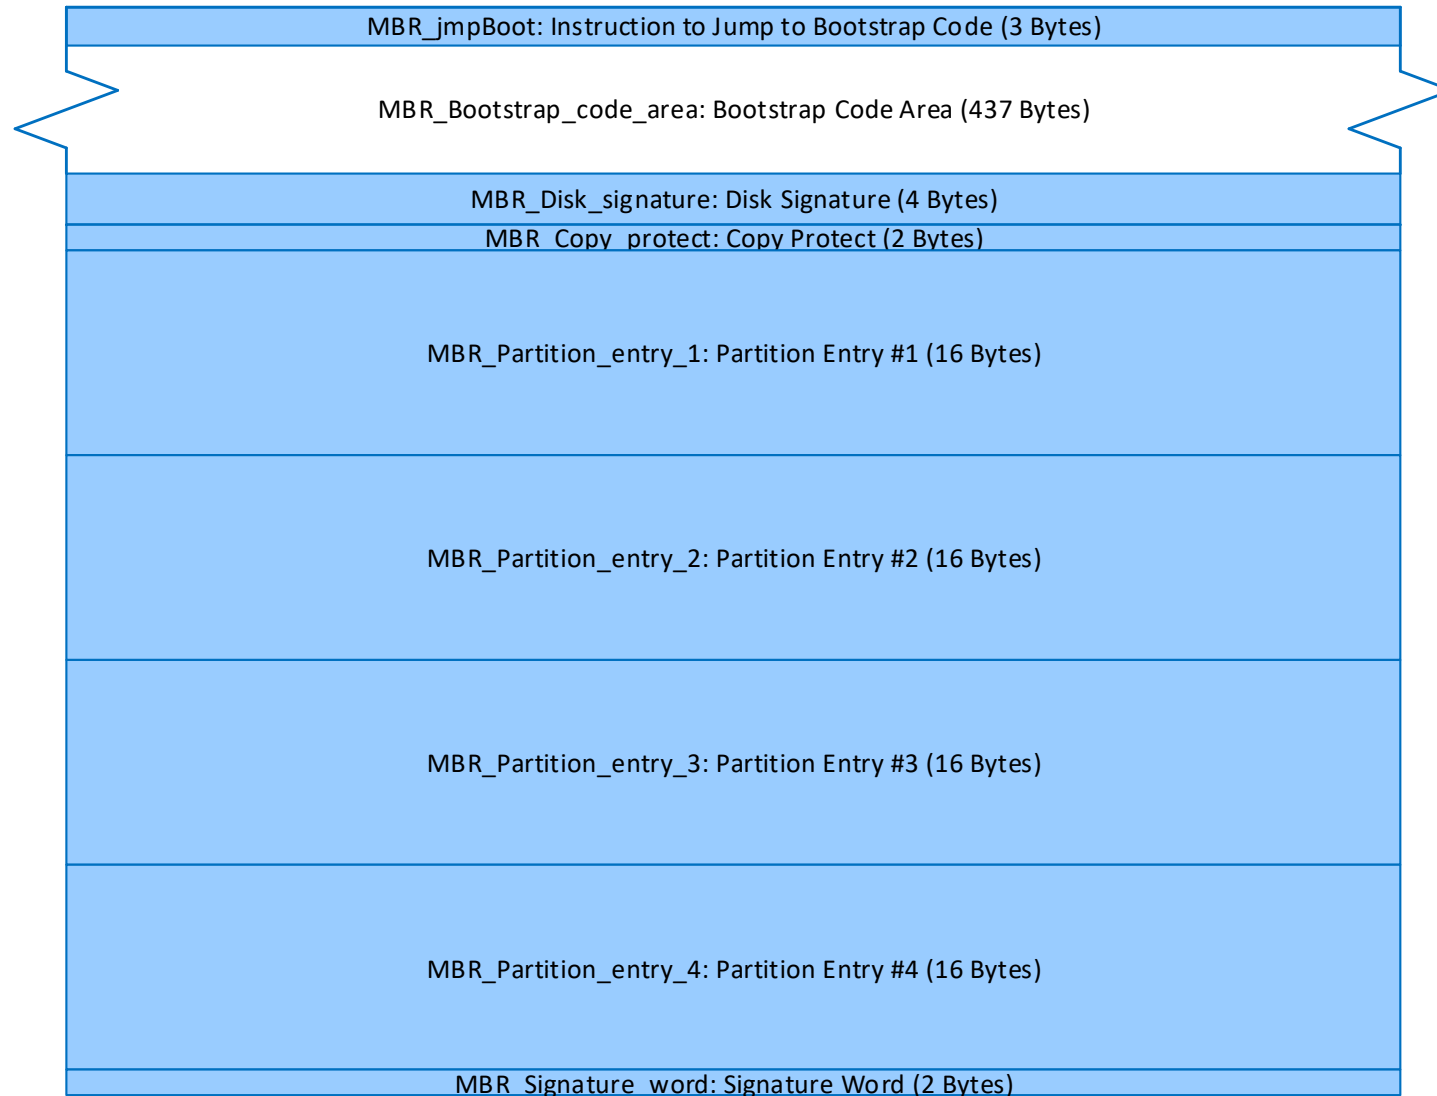 MBR_jmpBoot: Instruction to Jump to Bootstrap Code (3 Bytes)
MBR_Bootstrap_code_area: Bootstrap Code Area (437 Bytes)
MBR_Disk_signature: Disk Signature (4 Bytes)
MBR_Copy_protect: Copy Protect (2 Bytes)
MBR_Partition_entry_1: Partition Entry #1 (16 Bytes)
MBR_Partition_entry_2: Partition Entry #2 (16 Bytes)
MBR_Partition_entry_3: Partition Entry #3 (16 Bytes)
MBR_Partition_entry_4: Partition Entry #4 (16 Bytes)
MBR_Signature_word: Signature Word (2 Bytes)